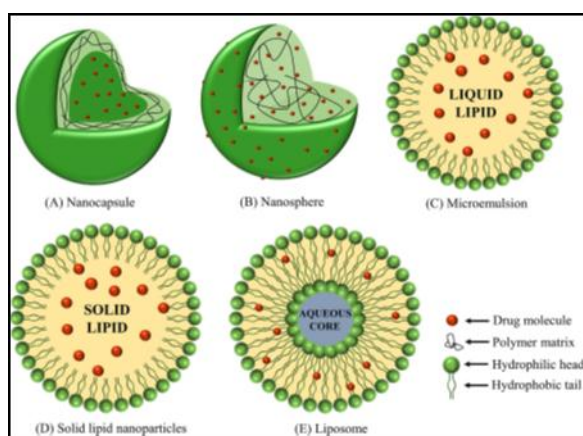 (A) Nanocapsule
(B) Nanosphere
LIQUID
LIPID
(C) Microemulsion
SOLID
LIPID
(D) Solid lipid nanoparticles
AQUEOUS
CORE
(E) Liposome
Drug molecule
Polymer matrix
Hydrophilic head
Hydrophobic tail